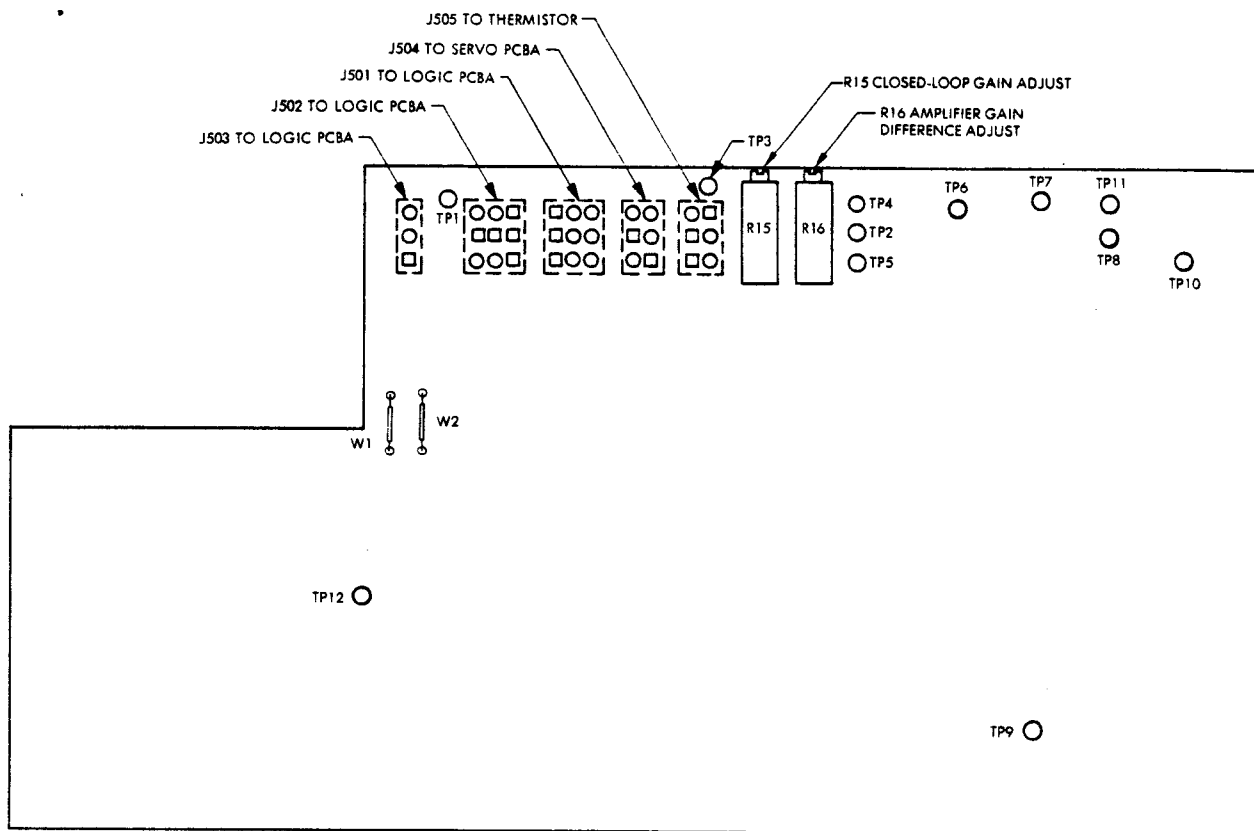 J505 TO THERMISTOR
J504 TO SERVO PCBA
J501 TO LOGIC PCBA
J502 TO LOGIC PCBA
J503 TO LOGIC PCBA
R15 CLOSED-LOOP GAIN ADJUST
R16 AMPLIFIER GAIN
DIFFERENCE ADJUST
TP3
TP1
R15
R16
TP4
TP2
TP5
TP6
TP7
TP11
TP8
TP10
W1
W2
TP12
TP9